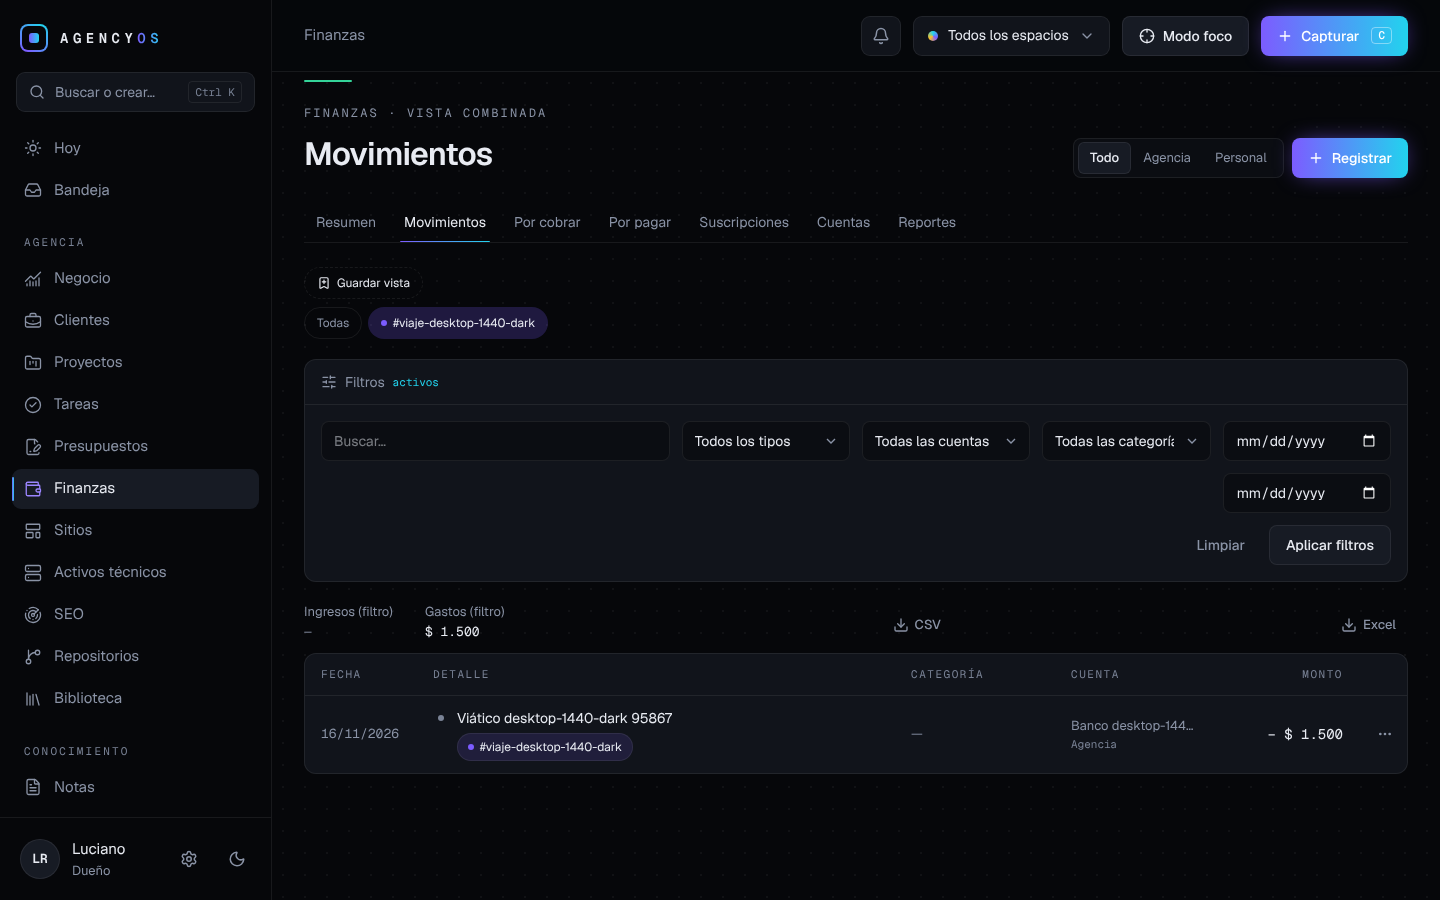 AGENCYOS
Buscar o crear... Ctrl K
Hoy
Bandeja
AGENCIA
Negocio
Clientes
Proyectos
Tareas
Presupuestos
Finanzas
Sitios
Activos técnicos
SEO
Repositorios
Biblioteca
CONOCIMIENTO
Notas
LR Luciano
Dueño
Finanzas
Todos los espacios
Modo foco
+ Capturar C
FINANZAS · VISTA COMBINADA
Movimientos
Todo Agencia Personal
+ Registrar
Resumen Movimientos Por cobrar Por pagar Suscripciones Cuentas Reportes
Guardar vista
Todas #viaje-desktop-1440-dark
Filtros activos
Buscar... Todos los tipos Todas las cuentas Todas las categoría mm/dd/yyyy
mm/dd/yyyy
Limpiar Aplicar filtros
Ingresos (filtro) Gastos (filtro)
— $ 1.500
CSV Excel
FECHA DETALLE CATEGORÍA CUENTA MONTO
16/11/2026 Viático desktop-1440-dark 95867 — Banco desktop-144... − $ 1.500
#viaje-desktop-1440-dark Agencia